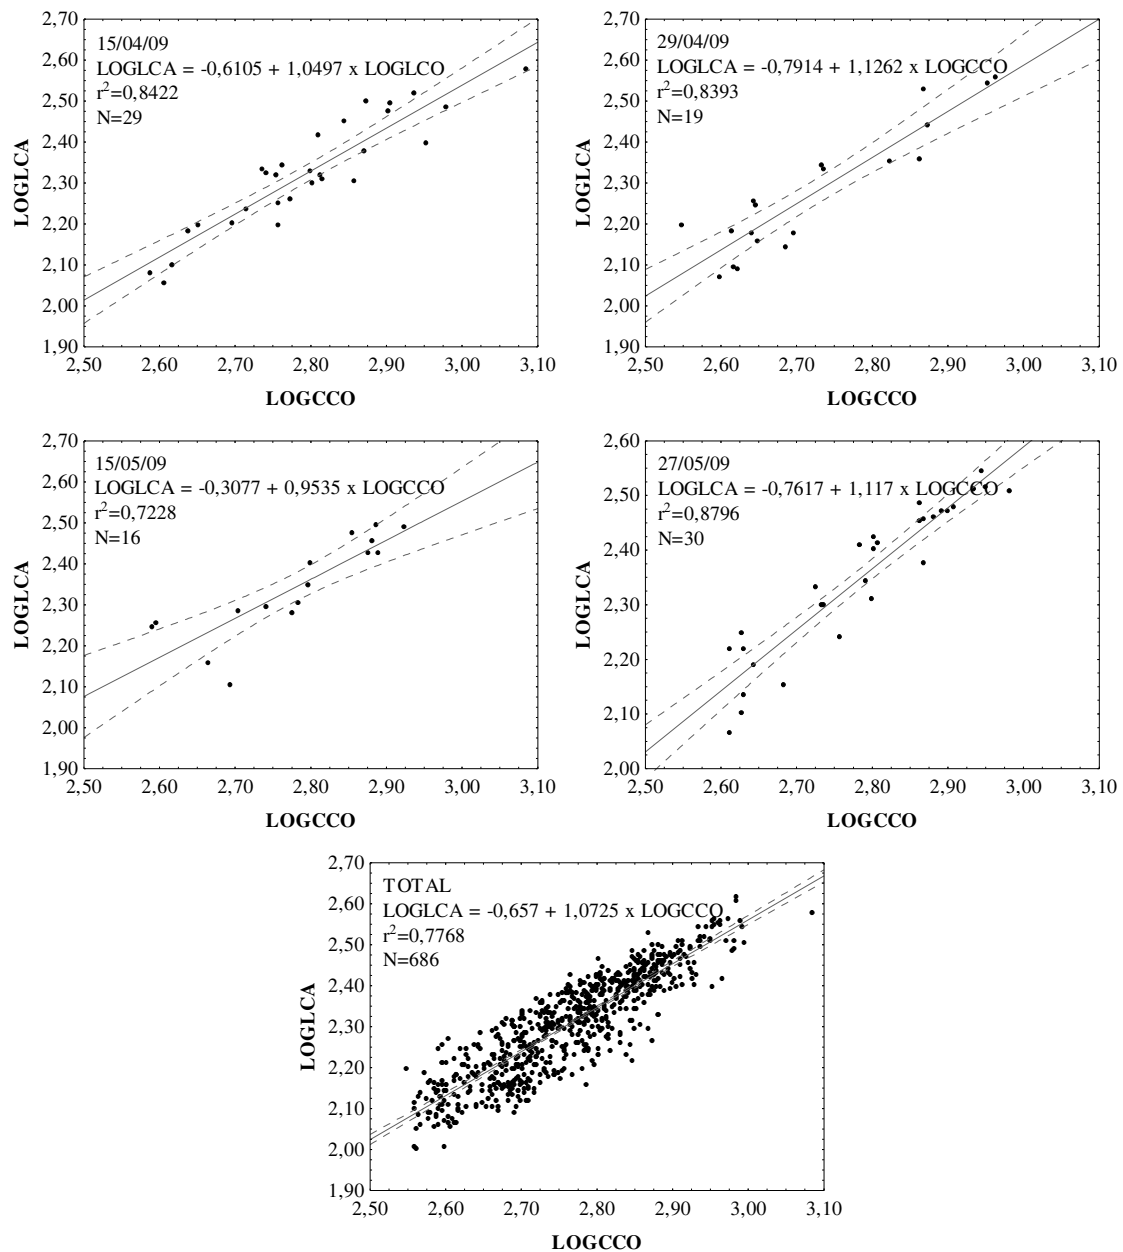 15/04/09
LOGLCA = -0,6105 + 1,0497 x LOGLCO
r²=0,8422
N=29
2,70
2,60
2,50
2,40
2,30
2,20
2,10
2,00
1,90
LOGLCA
2,50 2,60 2,70 2,80 2,90 3,00 3,10
LOGCCO
29/04/09
LOGLCA = -0,7914 + 1,1262 x LOGCCO
r²=0,8393
N=19
2,70
2,60
2,50
2,40
2,30
2,20
2,10
2,00
1,90
LOGLCA
2,50 2,60 2,70 2,80 2,90 3,00 3,10
LOGCCO
15/05/09
LOGLCA = -0,3077 + 0,9535 x LOGCCO
r²=0,7228
N=16
2,70
2,60
2,50
2,40
2,30
2,20
2,10
2,00
1,90
LOGLCA
2,50 2,60 2,70 2,80 2,90 3,00 3,10
LOGCCO
27/05/09
LOGLCA = -0,7617 + 1,117 x LOGCCO
r²=0,8796
N=30
2,60
2,50
2,40
2,30
2,20
2,10
2,00
LOGLCA
2,50 2,60 2,70 2,80 2,90 3,00 3,10
LOGCCO
TOTAL
LOGLCA = -0,657 + 1,0725 x LOGCCO
r²=0,7768
N=686
2,70
2,60
2,50
2,40
2,30
2,20
2,10
2,00
1,90
LOGLCA
2,50 2,60 2,70 2,80 2,90 3,00 3,10
LOGCCO